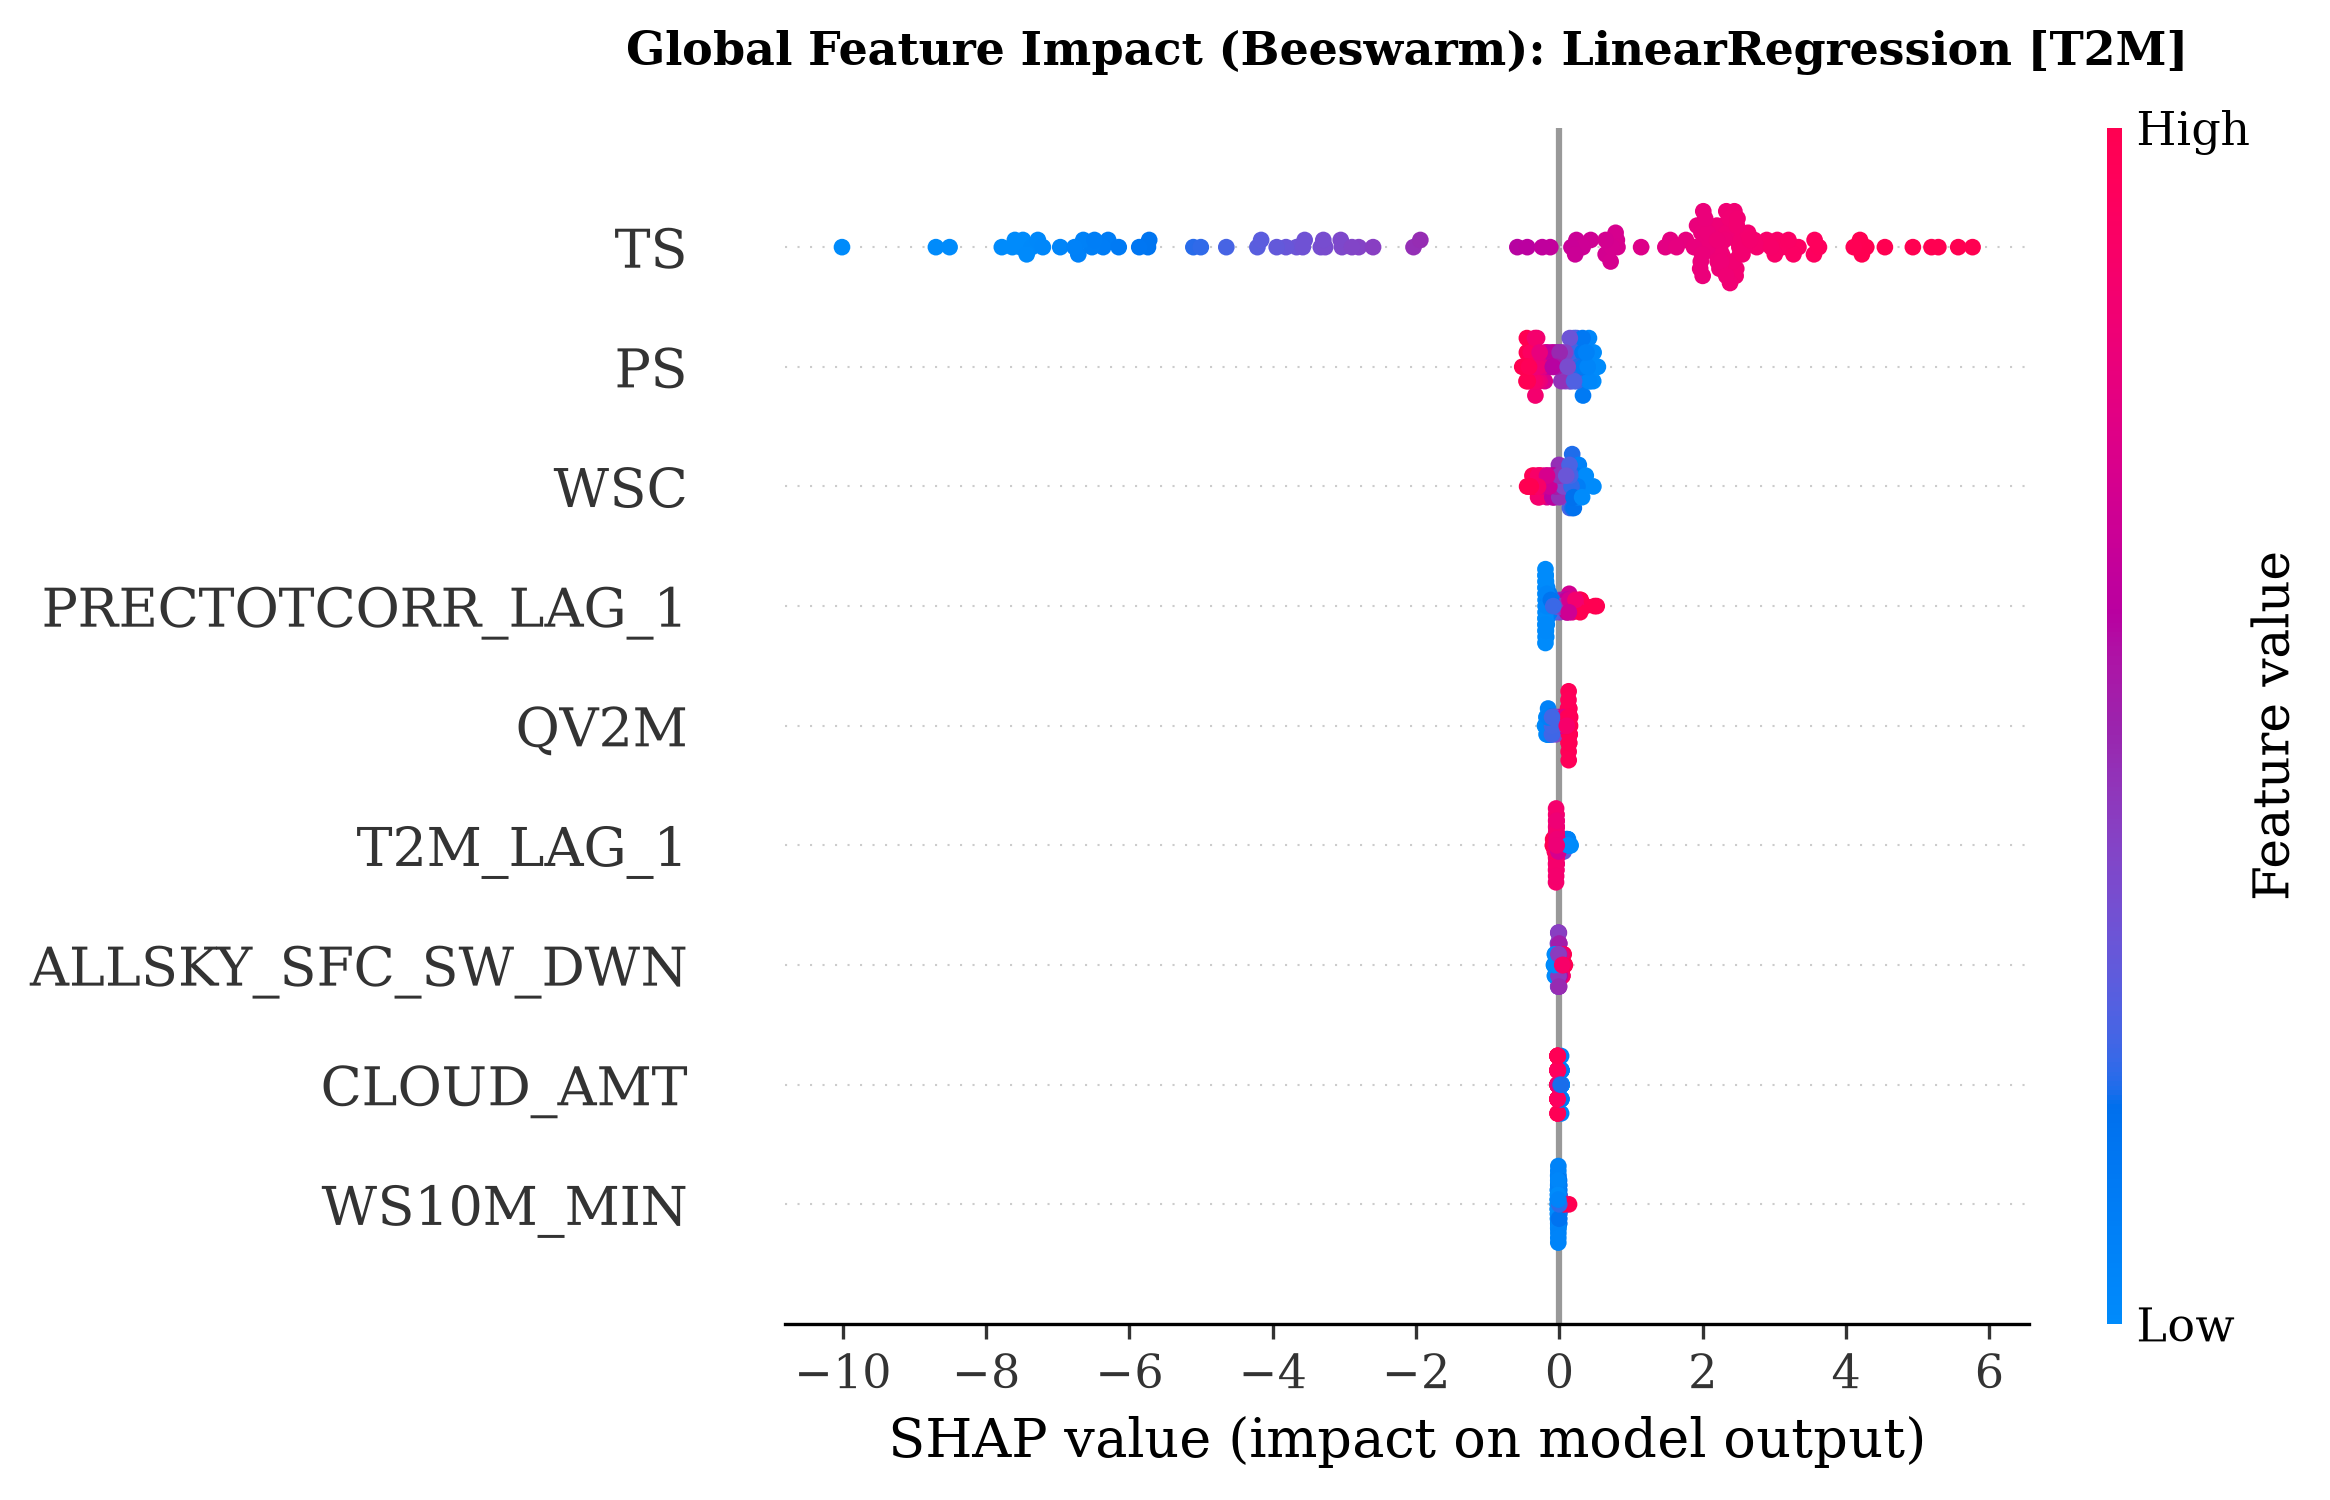 Global Feature Impact (Beeswarm): LinearRegression [T2M]
High
TS
PS
WSC
PRECTOTCORR_LAG_1
QV2M
T2M_LAG_1
ALLSKY_SFC_SW_DWN
CLOUD_AMT
WS10M_MIN
Feature value
Low
−10 −8 −6 −4 −2 0 2 4 6
SHAP value (impact on model output)